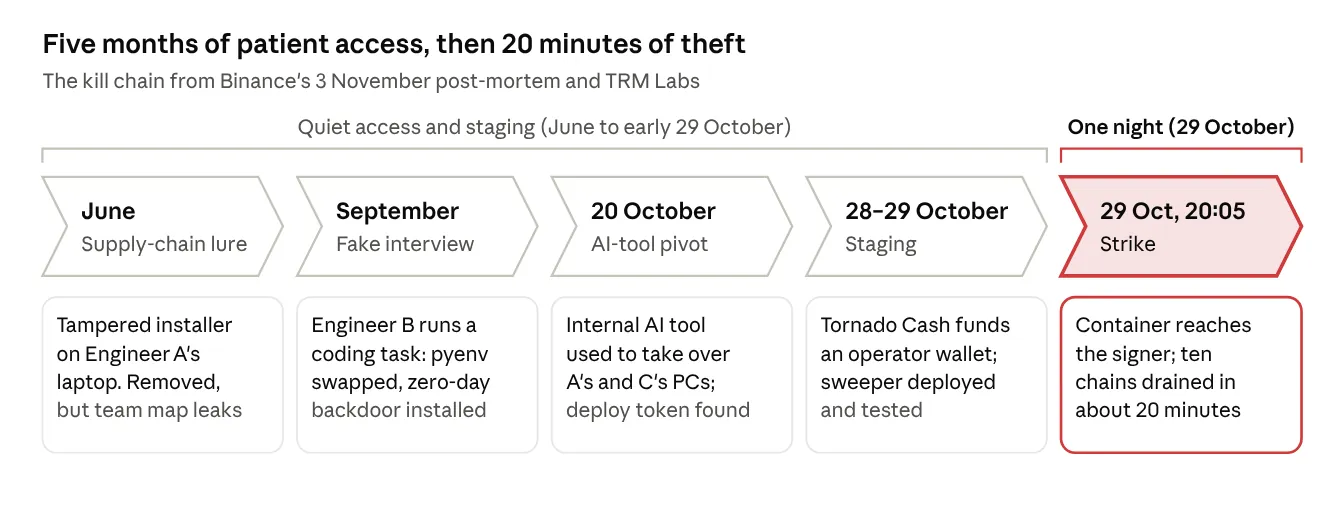 Five months of patient access, then 20 minutes of theft
The kill chain from Binance's 3 November post-mortem and TRM Labs
Quiet access and staging (June to early 29 October)
One night (29 October)
June
Supply-chain lure
September
Fake interview
20 October
AI-tool pivot
28–29 October
Staging
29 Oct, 20:05
Strike
Tampered installer
on Engineer A's
laptop. Removed,
but team map leaks
Engineer B runs a
coding task: pyenv
swapped, zero-day
backdoor installed
Internal AI tool
used to take over
A's and C's PCs;
deploy token found
Tornado Cash funds
an operator wallet;
sweeper deployed
and tested
Container reaches
the signer; ten
chains drained in
about 20 minutes